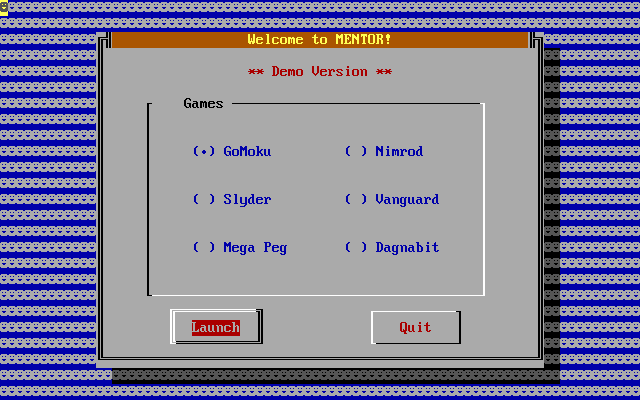 Welcome to MENTOR!
** Demo Version **
Games
(•) GoMoku ( ) Nimrod
( ) Slyder ( ) Vanguard
( ) Mega Peg ( ) Dagnabit
Launch Quit